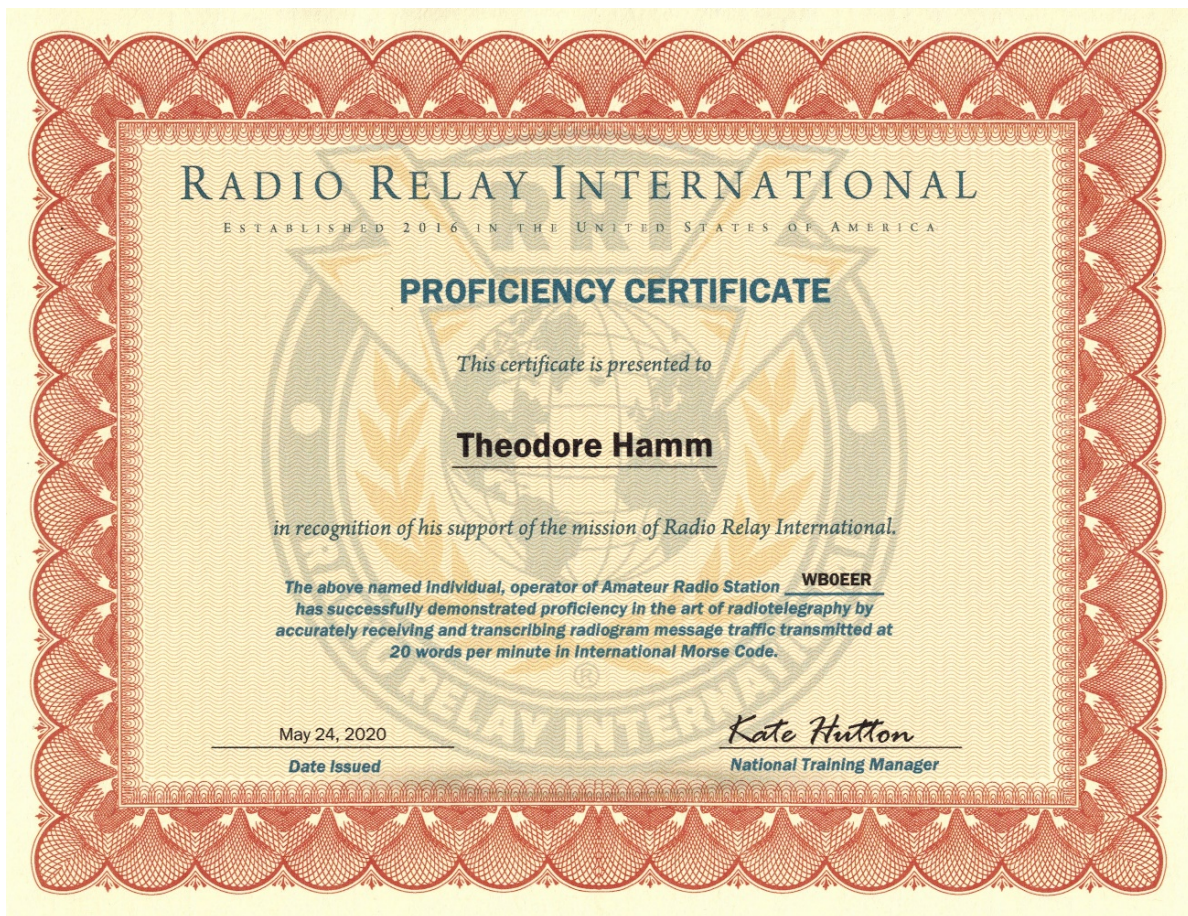 RADIO RELAY INTERNATIONAL
ESTABLISHED 2016 IN THE UNITED STATES OF AMERICA
PROFICIENCY CERTIFICATE
This certificate is presented to
Theodore Hamm
in recognition of his support of the mission of Radio Relay International.
The above named individual, operator of Amateur Radio Station WB0EER
has successfully demonstrated proficiency in the art of radiotelegraphy by
accurately receiving and transcribing radiogram message traffic transmitted at
20 words per minute in International Morse Code.
May 24, 2020
Kate Hutton
Date Issued
National Training Manager
RRI
RADIO RELAY INTERNATIONAL
®